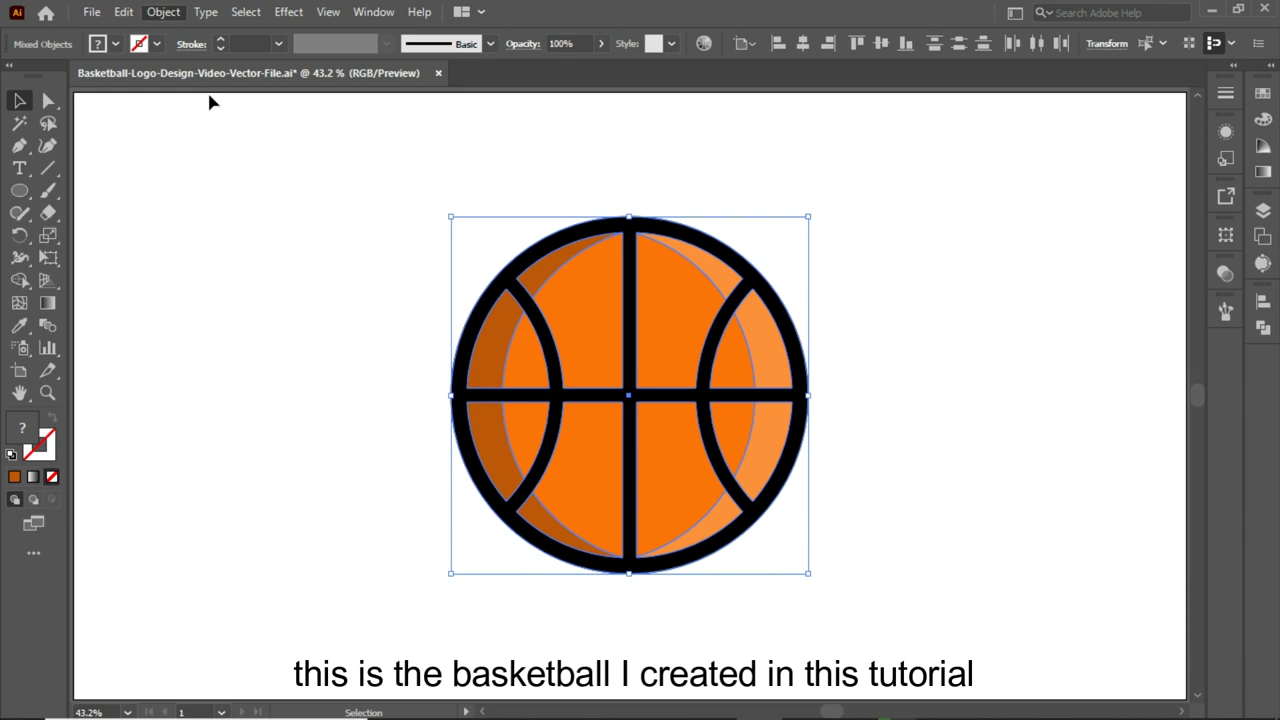 Ai File Edit Object Type Select Effect View Window Help Search Adobe Help
Mixed Objects ? Stroke: Basic Opacity: 100% Style: Transform
Basketball-Logo-Design-Video-Vector-File.ai* @ 43.2 % (RGB/Preview)
?
this is the basketball I created in this tutorial
43.2% 1 Selection